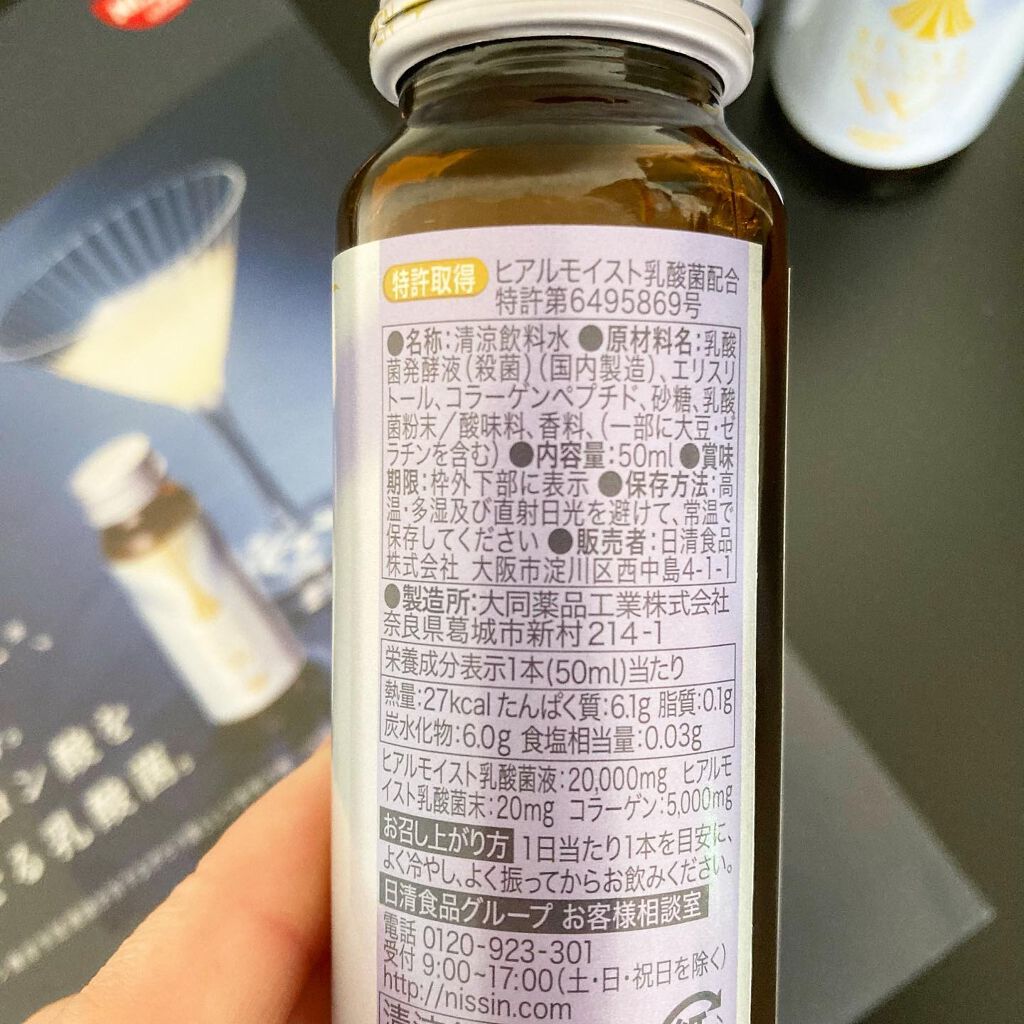 特許取得
ヒアルモイスト乳酸菌配合
特許第6495869号
●名称:清涼飲料水 ●原材料名:乳酸
菌発酵液(殺菌)(国内製造)、エリスリ
トール、コラーゲンペプチド、砂糖、乳酸
菌粉末/酸味料、香料、(一部に大豆・ゼ
ラチンを含む) ●内容量:50ml ●賞味
期限:枠外下部に表示 ●保存方法:高
温・多湿及び直射日光を避けて、常温で
保存してください ●販売者:日清食品
株式会社 大阪市淀川区西中島4-1-1
●製造所:大同薬品工業株式会社
奈良県葛城市新村214-1
栄養成分表示1本(50ml)当たり
熱量:27kcal たんぱく質:6.1g 脂質:0.1g
炭水化物:6.0g 食塩相当量:0.03g
ヒアルモイスト乳酸菌液:20,000mg ヒアルモ
イスト乳酸菌末:20mg コラーゲン:5,000mg
お召し上がり方 1日当たり1本を目安に、
よく冷やし、よく振ってからお飲みください。
日清食品グループ お客様相談室
電話 0120-923-301
受付 9:00~17:00(土・日・祝日を除く)
http://nissin.com
ン酸を
る乳酸菌。